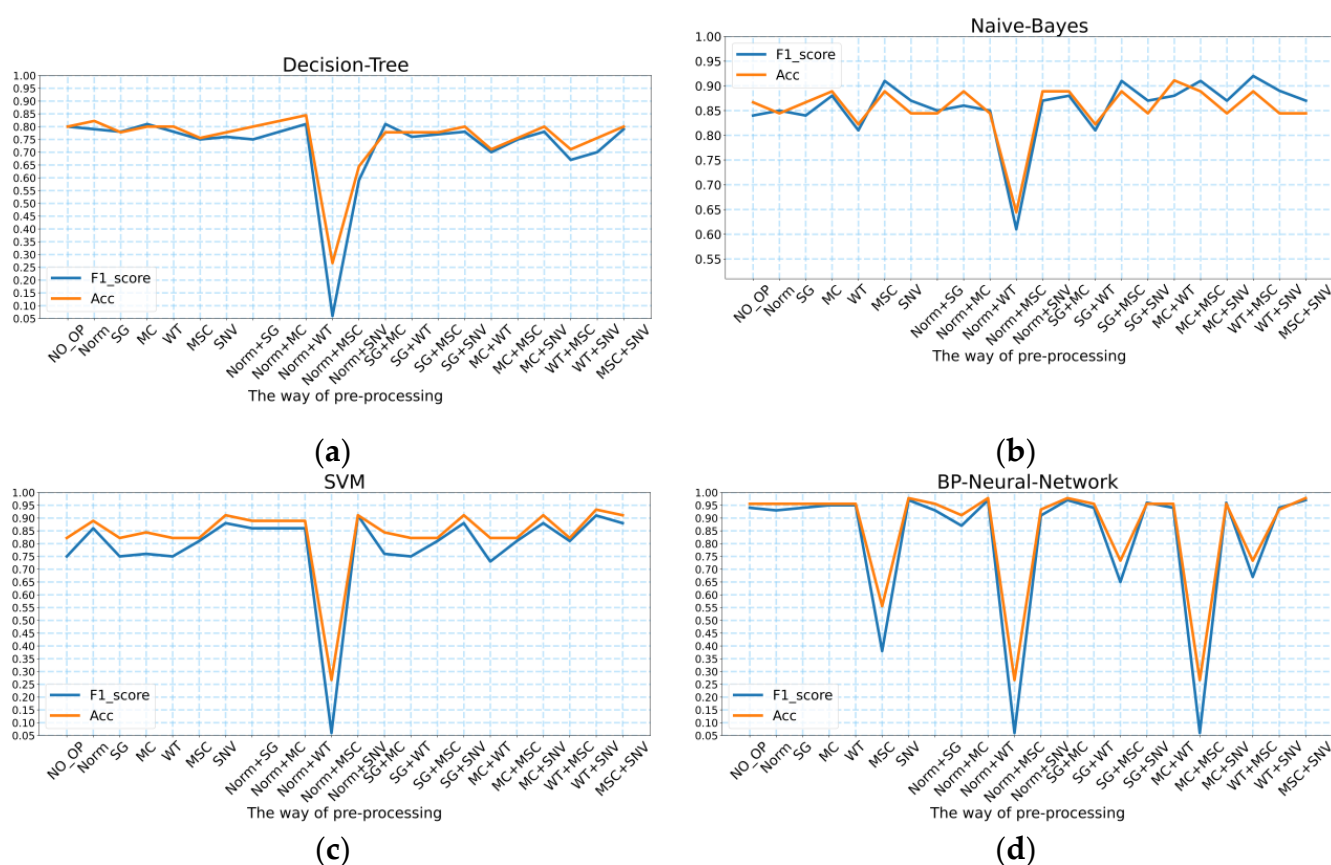 Decision-Tree
1.00
0.95
0.90
0.85
0.80
0.75
0.70
0.65
0.60
0.55
0.50
0.45
0.40
0.35
0.30
0.25
0.20
0.15
0.10
0.05
F1_score
Acc
NO_OP
Norm
SG
MC
WT
MSC
SNV
Norm+SG
Norm+MC
Norm+WT
Norm+MSC
Norm+SNV
SG+MC
SG+WT
SG+MSC
SG+SNV
MC+WT
MC+MSC
MC+SNV
WT+MSC
WT+SNV
MSC+SNV
The way of pre-processing
(a)
Naive-Bayes
1.00
0.95
0.90
0.85
0.80
0.75
0.70
0.65
0.60
0.55
F1_score
Acc
NO_OP
Norm
SG
MC
WT
MSC
SNV
Norm+SG
Norm+MC
Norm+WT
Norm+MSC
Norm+SNV
SG+MC
SG+WT
SG+MSC
SG+SNV
MC+WT
MC+MSC
MC+SNV
WT+MSC
WT+SNV
MSC+SNV
The way of pre-processing
(b)
SVM
1.00
0.95
0.90
0.85
0.80
0.75
0.70
0.65
0.60
0.55
0.50
0.45
0.40
0.35
0.30
0.25
0.20
0.15
0.10
0.05
F1_score
Acc
NO_OP
Norm
SG
MC
WT
MSC
SNV
Norm+SG
Norm+MC
Norm+WT
Norm+MSC
Norm+SNV
SG+MC
SG+WT
SG+MSC
SG+SNV
MC+WT
MC+MSC
MC+SNV
WT+MSC
WT+SNV
MSC+SNV
The way of pre-processing
(c)
BP-Neural-Network
1.00
0.95
0.90
0.85
0.80
0.75
0.70
0.65
0.60
0.55
0.50
0.45
0.40
0.35
0.30
0.25
0.20
0.15
0.10
0.05
F1_score
Acc
NO_OP
Norm
SG
MC
WT
MSC
SNV
Norm+SG
Norm+MC
Norm+WT
Norm+MSC
Norm+SNV
SG+MC
SG+WT
SG+MSC
SG+SNV
MC+WT
MC+MSC
MC+SNV
WT+MSC
WT+SNV
MSC+SNV
The way of pre-processing
(d)